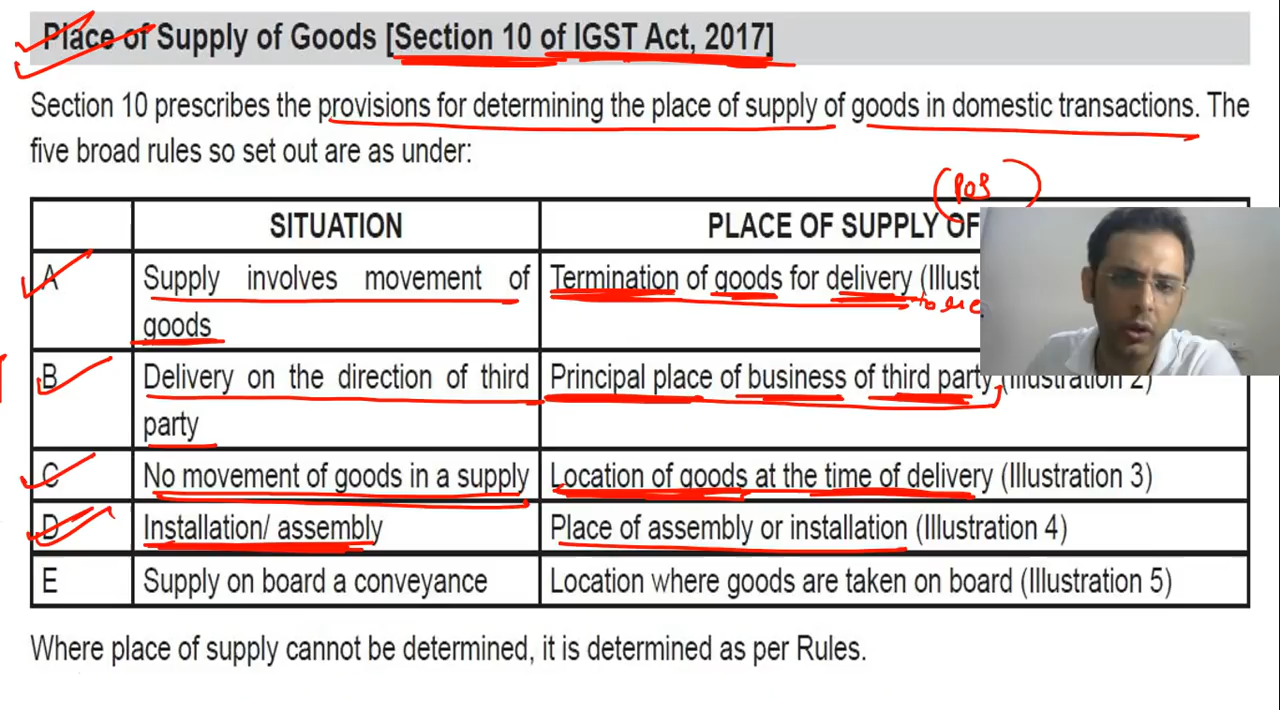 Place of Supply of Goods [Section 10 of IGST Act, 2017]
Section 10 prescribes the provisions for determining the place of supply of goods in domestic transactions. The
five broad rules so set out are as under:
(POS )
SITUATION PLACE OF SUPPLY OF
A Supply involves movement of Termination of goods for delivery (Illust
goods
B Delivery on the direction of third Principal place of business of third party (Illustration 2)
party
C No movement of goods in a supply Location of goods at the time of delivery (Illustration 3)
D Installation/ assembly Place of assembly or installation (Illustration 4)
E Supply on board a conveyance Location where goods are taken on board (Illustration 5)
Where place of supply cannot be determined, it is determined as per Rules.